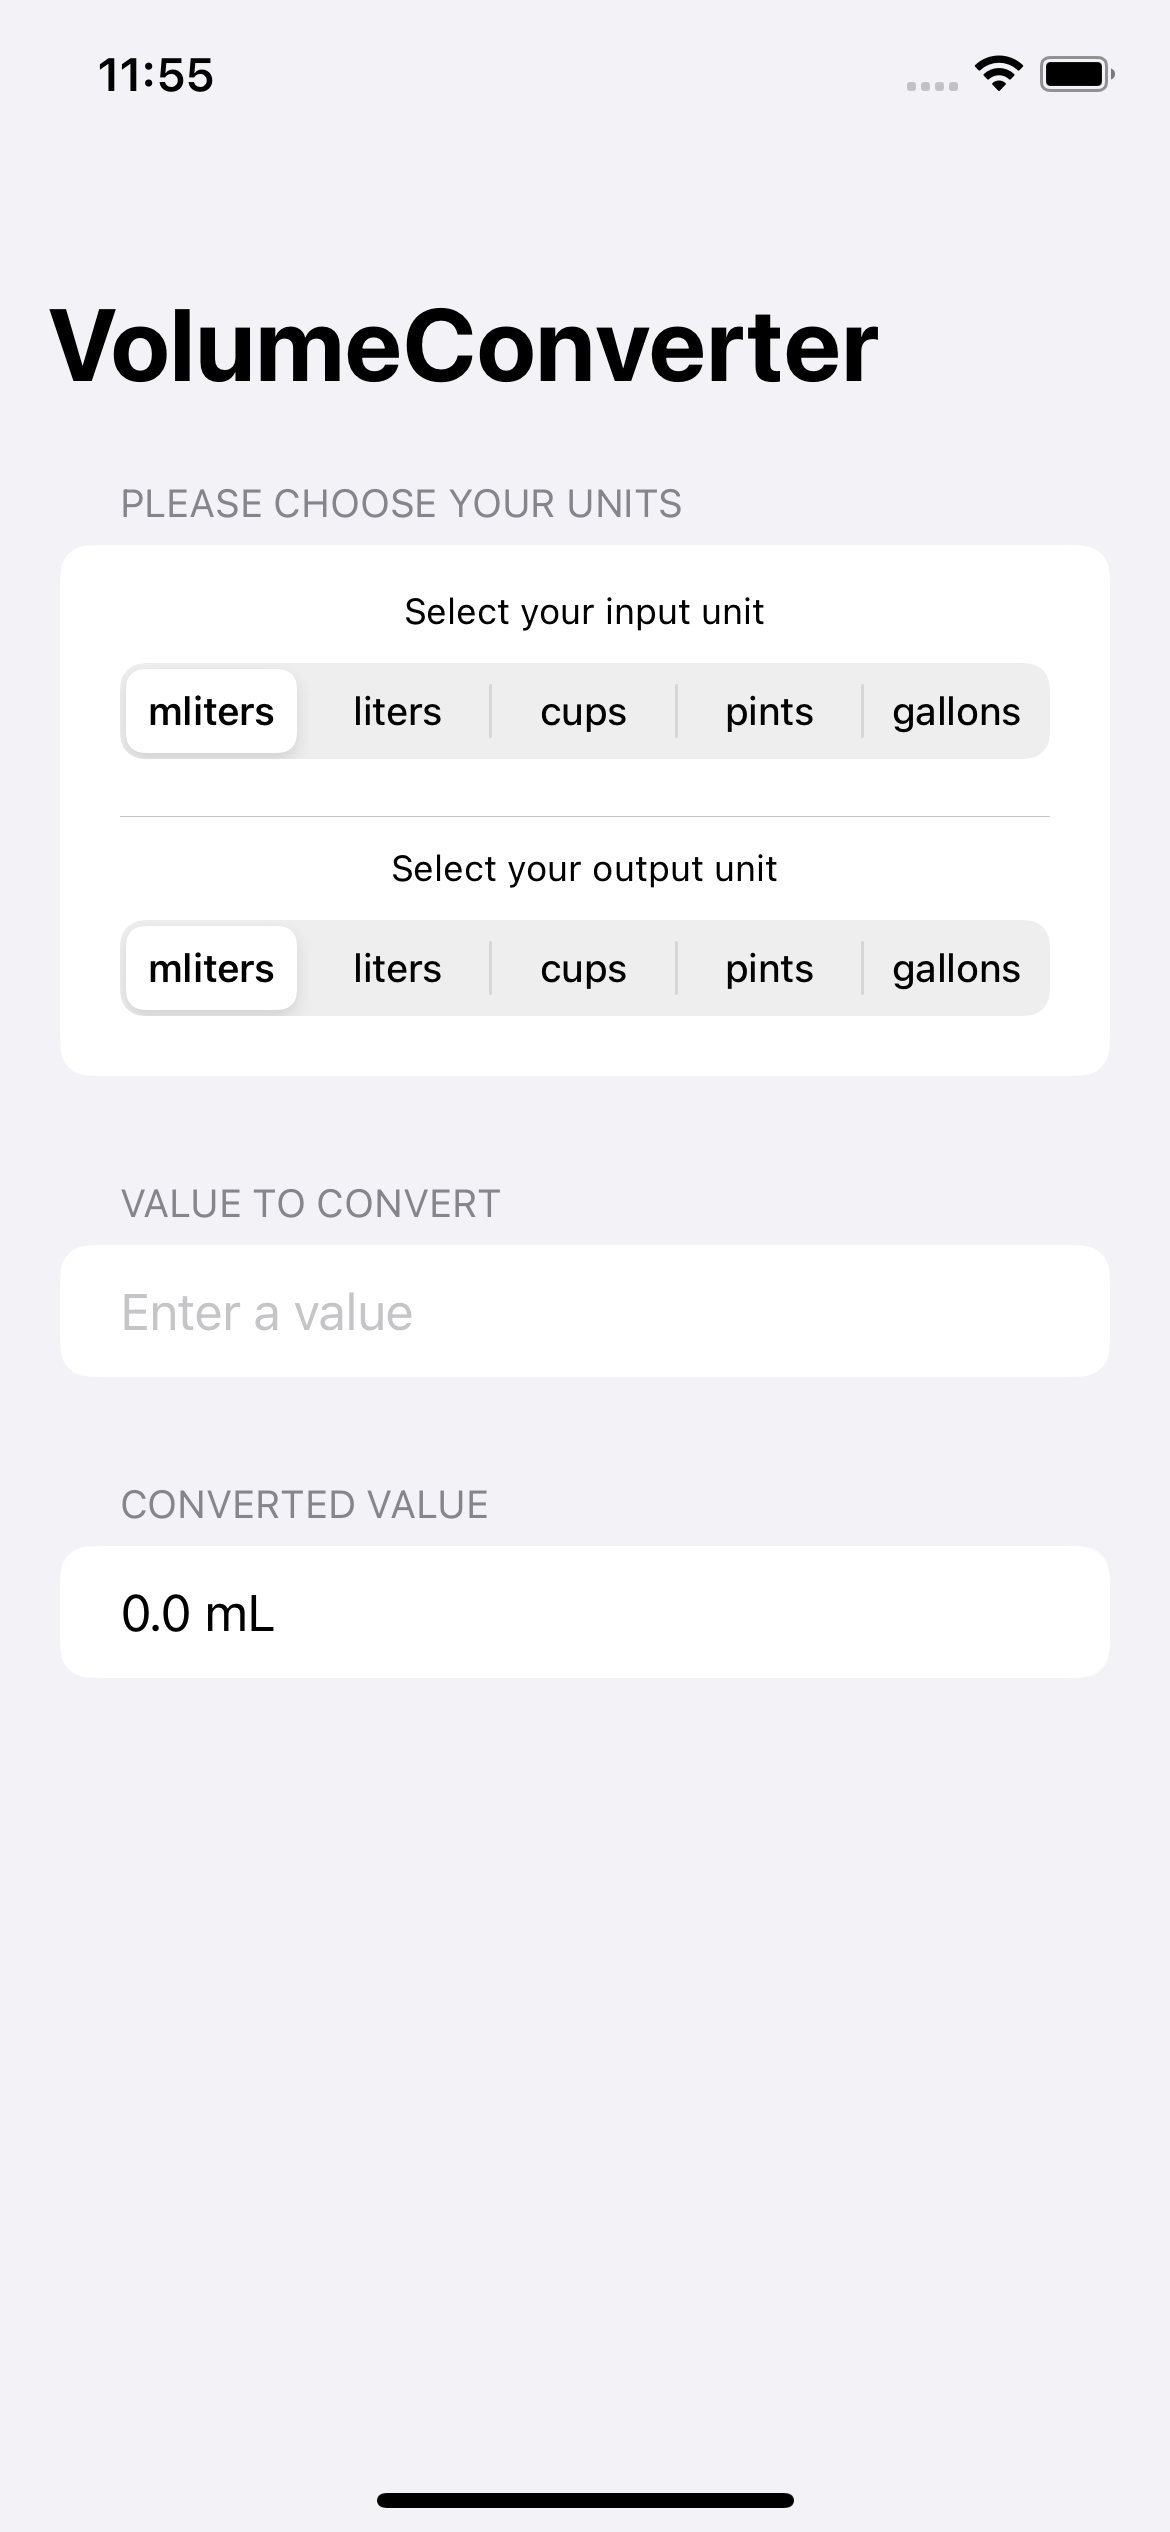 11:55
VolumeConverter
PLEASE CHOOSE YOUR UNITS
Select your input unit
mliters liters cups pints gallons
Select your output unit
mliters liters cups pints gallons
VALUE TO CONVERT
Enter a value
CONVERTED VALUE
0.0 mL